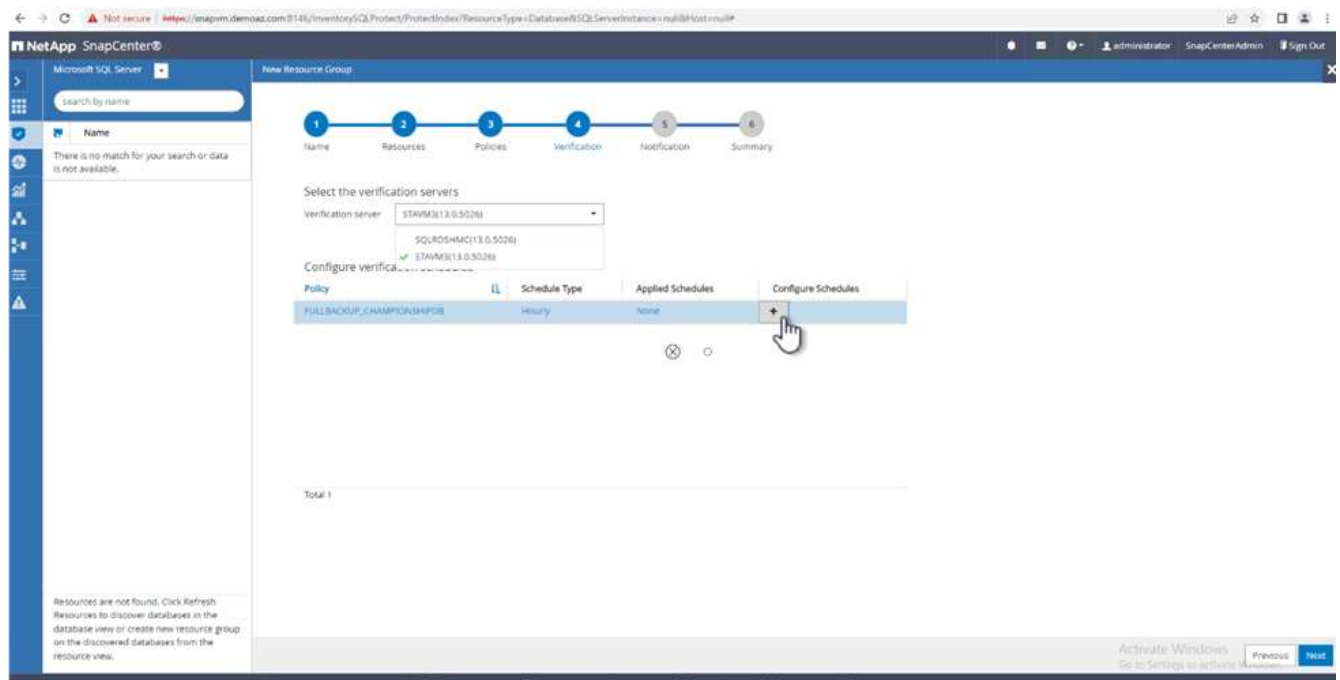 Not secure | https://snapvm.demoaz.com:8146/InventorySQLProtect/ProtectIndex?ResourceType=Database&SQLServerInstance=null&Host=null#
NetApp SnapCenter®
administrator SnapCenterAdmin Sign Out
Microsoft SQL Server
New Resource Group
search by name
Name
There is no match for your search or data
is not available.
1 2 3 4 5 6
Name Resources Policies Verification Notification Summary
Select the verification servers
Verification server STAVM3(13.0.5026)
SQLRDSHMC(13.0.5026)
STAVM3(13.0.5026)
Configure verification schedules
Policy Schedule Type Applied Schedules Configure Schedules
FULLBACKUP_CHAMPIONSHIPDB Hourly None +
Total 1
Resources are not found. Click Refresh
Resources to discover databases in the
database view or create new resource group
on the discovered databases from the
resource view.
Activate Windows
Go to Settings to activate Windows.
Previous Next